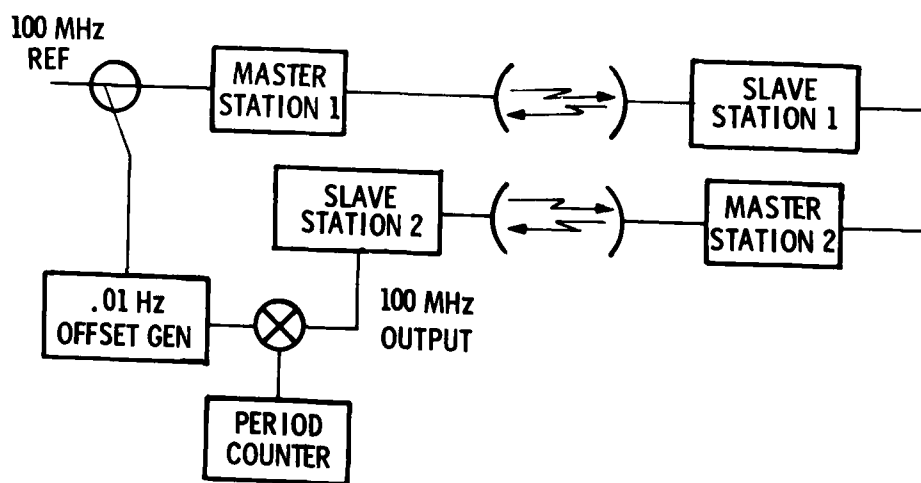 100 MHz
REF
MASTER
STATION 1
SLAVE
STATION 1
SLAVE
STATION 2
MASTER
STATION 2
.01 Hz
OFFSET GEN
100 MHz
OUTPUT
PERIOD
COUNTER